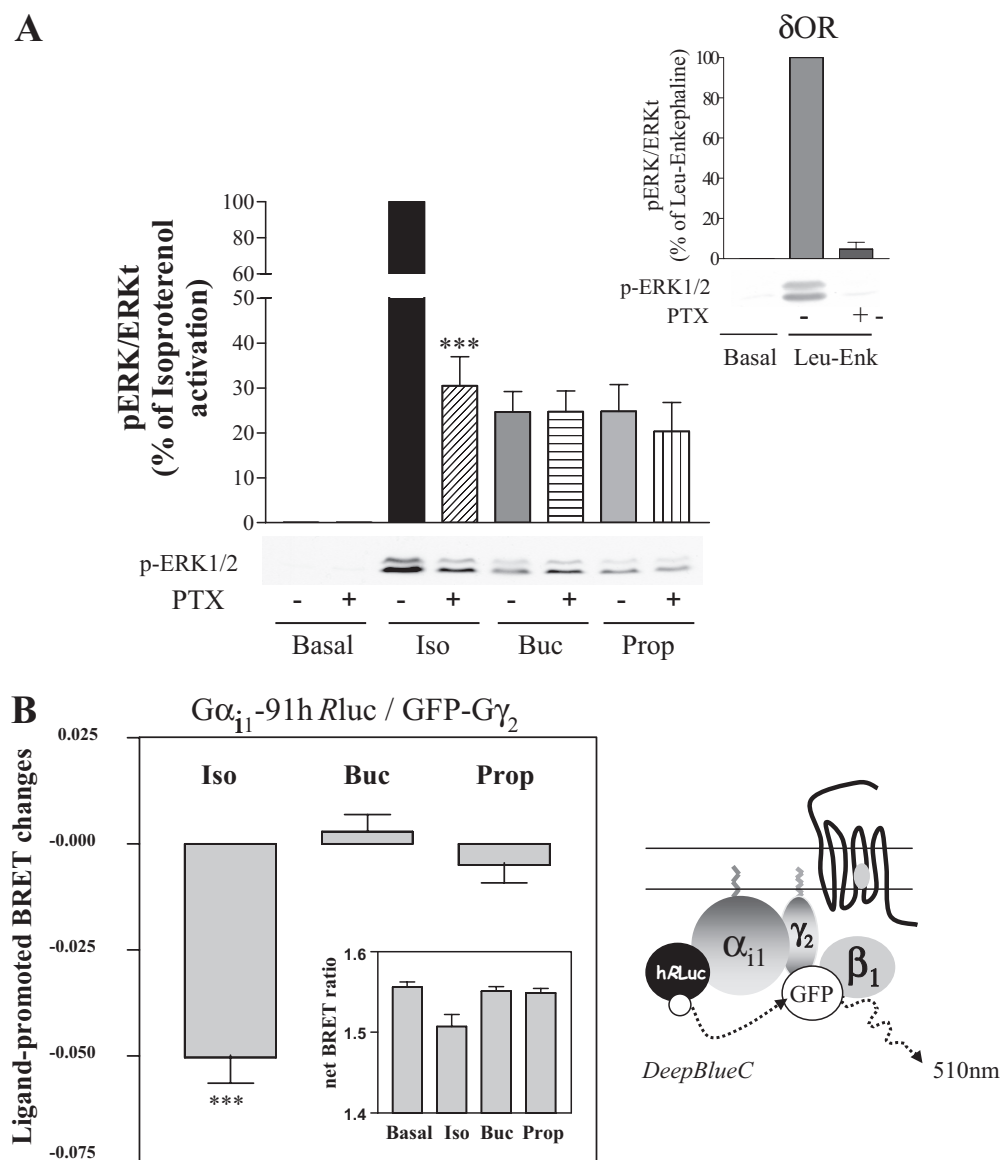 A
δOR
pERK/ERKt
(% of Leu-Enkephaline)
100
80
60
40
20
0
p-ERK1/2
PTX
- + -
Basal Leu-Enk
pERK/ERKt
(% of Isoproterenol
activation)
100
80
60
50
40
30
20
10
0
***
p-ERK1/2
PTX
- + - + - + - +
Basal Iso Buc Prop
B
Gαi1-91h Rluc / GFP-Gγ2
Ligand-promoted BRET changes
0.025
-0.000
-0.025
-0.050
-0.075
Iso Buc Prop
***
net BRET ratio
1.6
1.5
1.4
Basal Iso Buc Prop
αi1
γ2
β1
hRLuc
GFP
DeepBlueC
510nm